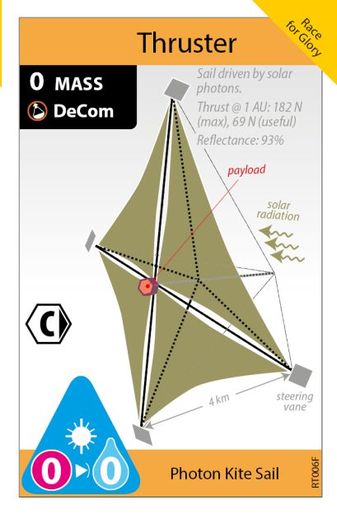 Race
for Glory
Thruster
0 MASS
DeCom
Sail driven by solar
photons.
Thrust @ 1 AU: 182 N
(max), 69 N (useful)
Reflectance: 93%
payload
solar
radiation
C
4 km
steering
vane
0 0
Photon Kite Sail
RT006F